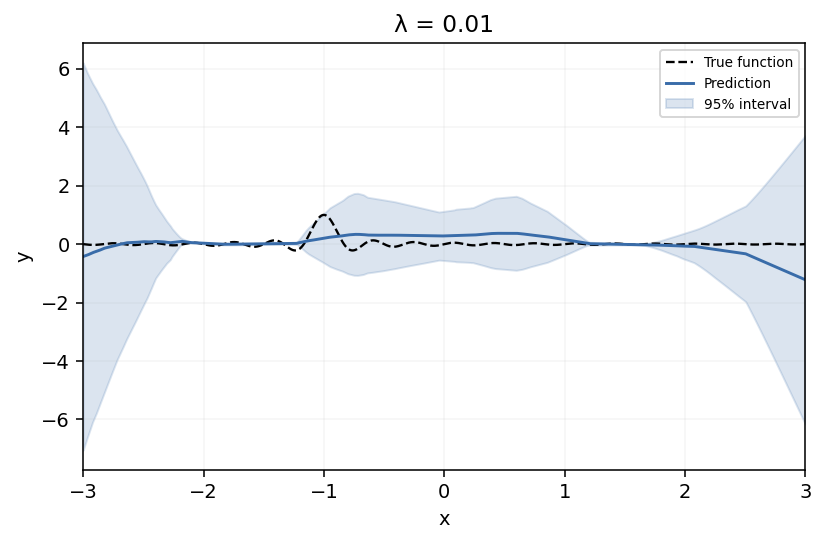 λ = 0.01
True function
Prediction
95% interval
y
6
4
2
0
−2
−4
−6
−3
−2
−1
0
1
2
3
x